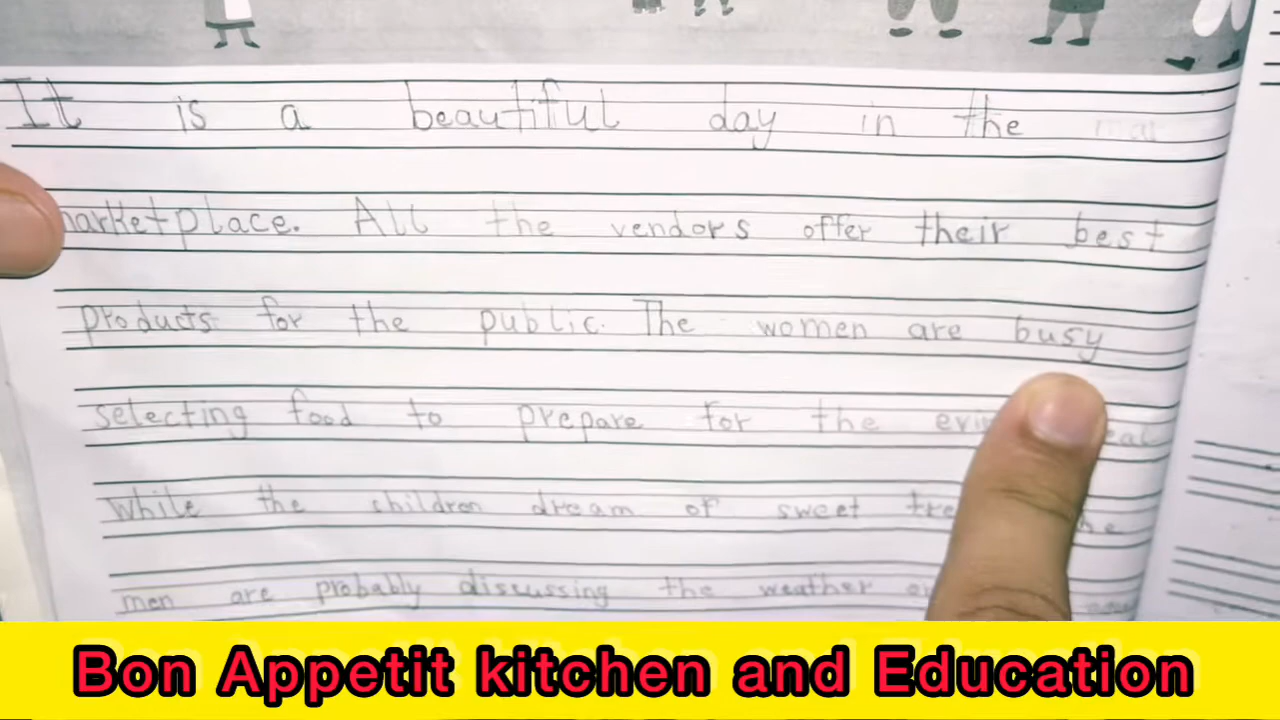 It is a beautiful day in the mar
marketplace. All the vendors offer their best
products for the public. The women are busy
selecting food to prepare for the
while the children dream of sweet
men are probably discussing the weather
Bon Appetit kitchen and Education